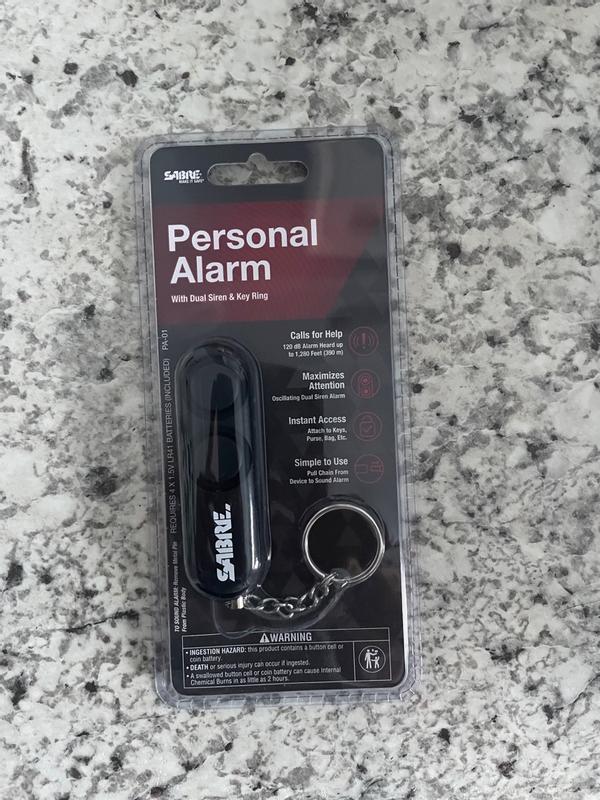 SABRE
MAKE IT SAFE®
Personal
Alarm
With Dual Siren & Key Ring
Calls for Help
120 dB Alarm Heard up
to 1,280 Feet (390 m)
Maximizes
Attention
Oscillating Dual Siren Alarm
Instant Access
Attach to Keys,
Purse, Bag, Etc.
Simple to Use
Pull Chain From
Device to Sound Alarm
REQUIRES 4 X 1.5V LR41 BATTERIES (INCLUDED) PA-01
TO SOUND ALARM: Remove Metal Pin
From Plastic Body
SABRE
WARNING
• INGESTION HAZARD: this product contains a button cell or
coin battery.
• DEATH or serious injury can occur if ingested.
• A swallowed button cell or coin battery can cause Internal
Chemical Burns in as little as 2 hours.